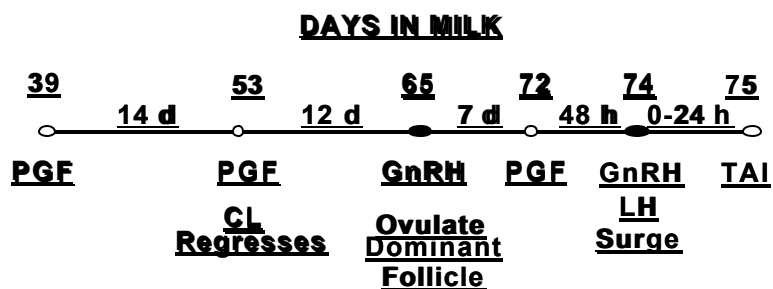 DAYS IN MILK
39 53 65 72 74 75
14 d 12 d 7 d 48 h 0-24 h
PGF PGF GnRH PGF GnRH TAI
CL Regresses
Ovulate Dominant Follicle
LH Surge